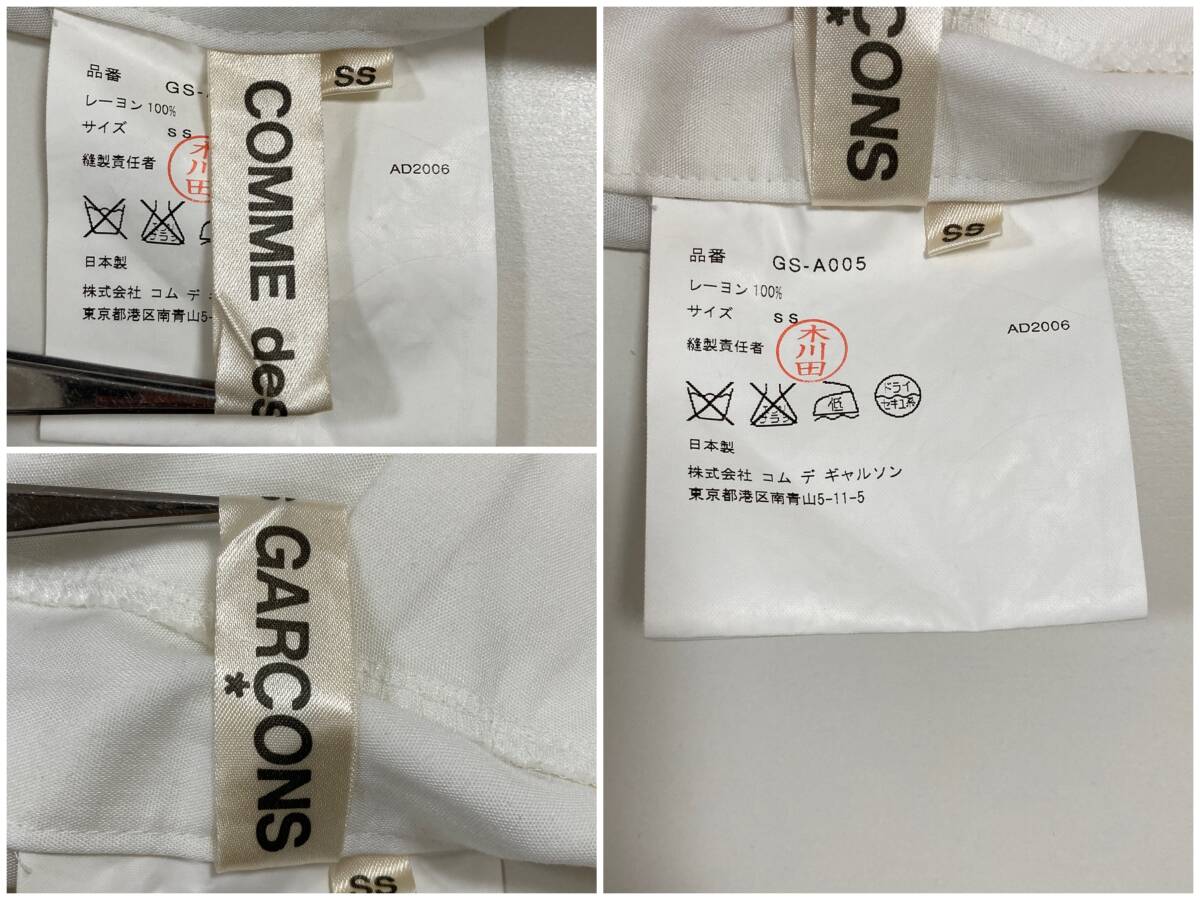 品番 GS-
レーヨン 100%
サイズ SS
縫製責任者 木川田
日本製
株式会社 コム デ
東京都港区南青山5-
AD2006
SS
COMME des
GARCONS
*
SS
*
CONS
SS
品番 GS-A005
レーヨン 100%
サイズ SS
縫製責任者 木川田
AD2006
低
ドライ
セキユ系
日本製
株式会社 コム デ ギャルソン
東京都港区南青山5-11-5